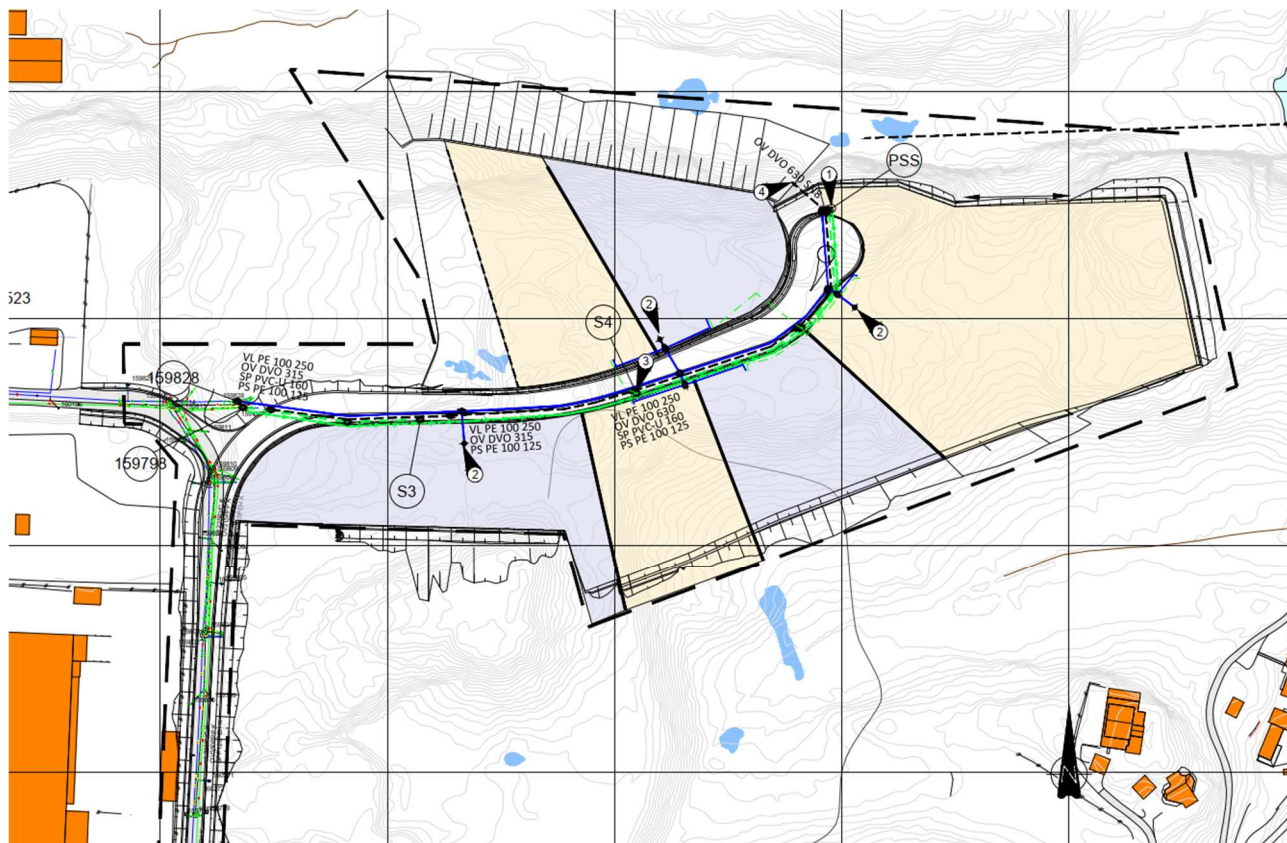 OV DVO 630 SN8
1
PSS
4
523
2
S4
2
3
159828
VL PE 100 250
OV DVO 315
SP PVC-U 160
PS PE 100 125
VL PE 100 250
OV DVO 630
SP PVC-U 160
PS PE 100 125
VL PE 100 250
OV DVO 315
PS PE 100 125
159798
2
S3
N